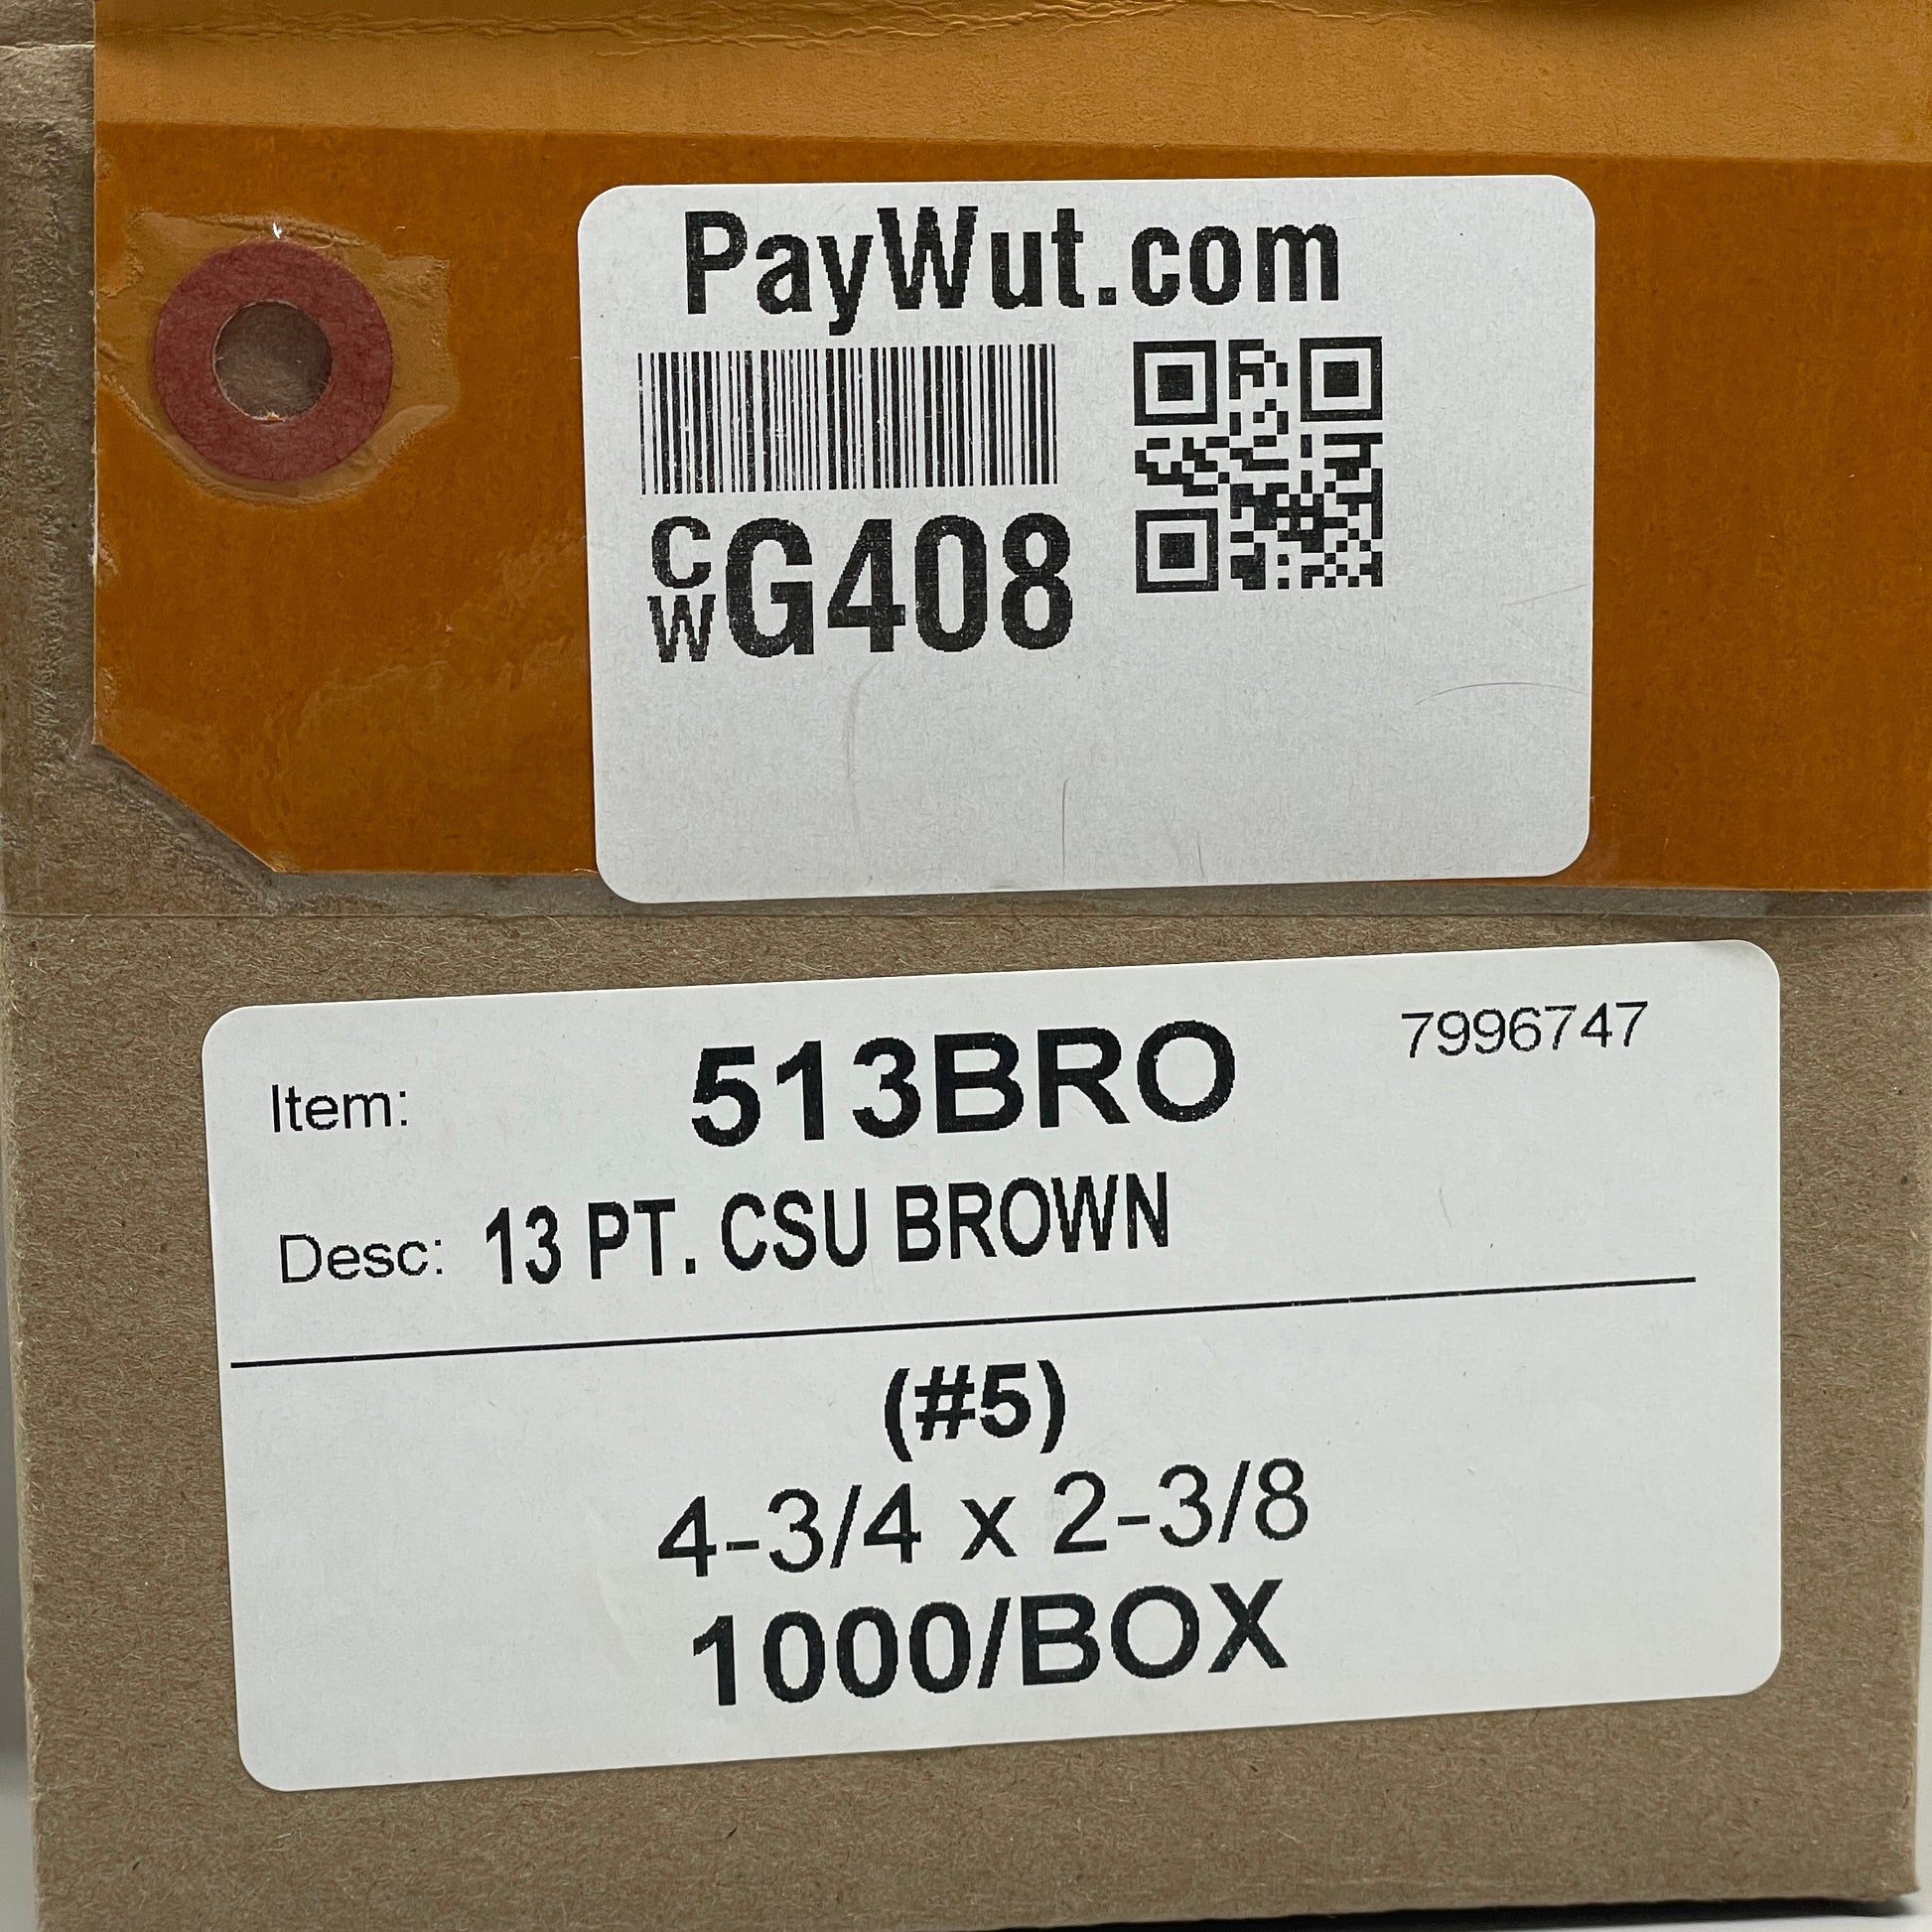 PayWut.com
CW G408
513BRO 7996747
Item:
Desc: 13 PT. CSU BROWN
(#5)
4-3/4 x 2-3/8
1000/BOX